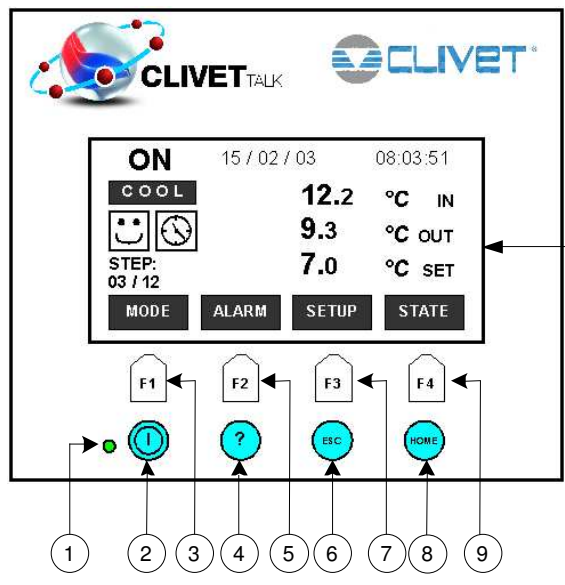 CLIVET TALK
CLIVET
ON 15 / 02 / 03 08:03:51
COOL 12.2 °C IN
9.3 °C OUT
STEP: 7.0 °C SET
03 / 12
MODE ALARM SETUP STATE
F1 F2 F3 F4
? ESC HOME
1 2 3 4 5 6 7 8 9